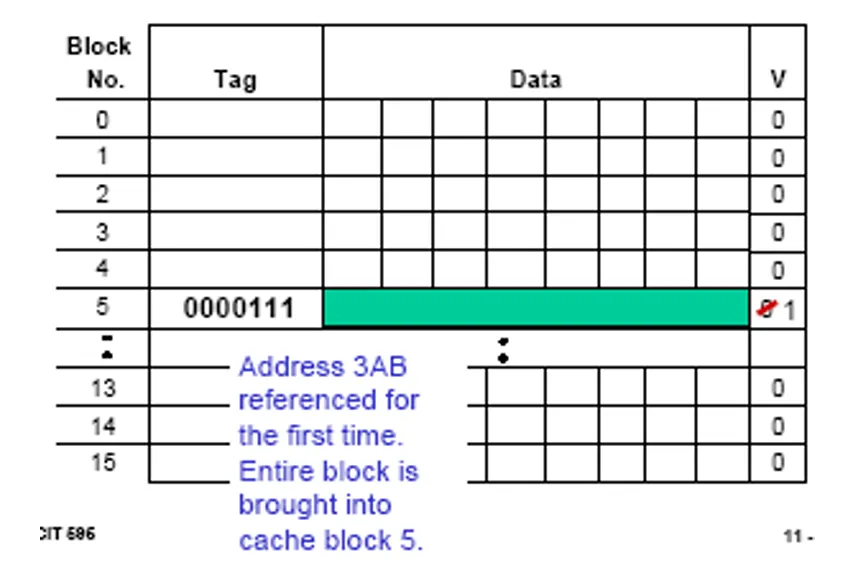 Block
No. Tag Data V
0 0
1 0
2 0
3 0
4 0
5 0000111 0 1
:
13 0
14 0
15 0
Address 3AB
referenced for
the first time.
Entire block is
brought into
cache block 5.
CIT 595 11 -